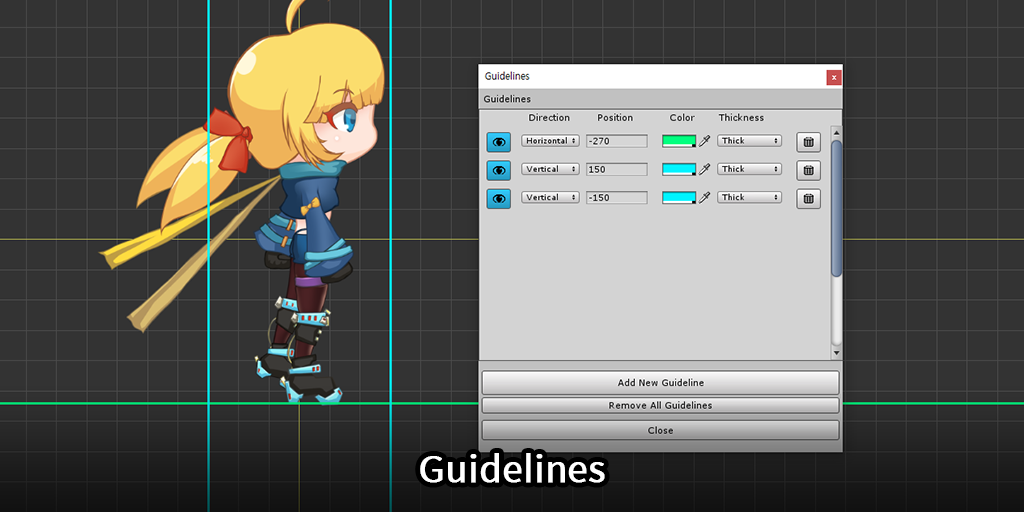 Guidelines
x
Guidelines
Direction Position Color Thickness
Horizontal -270 Thick
Vertical 150 Thick
Vertical -150 Thick
Add New Guideline
Remove All Guidelines
Close
Guidelines